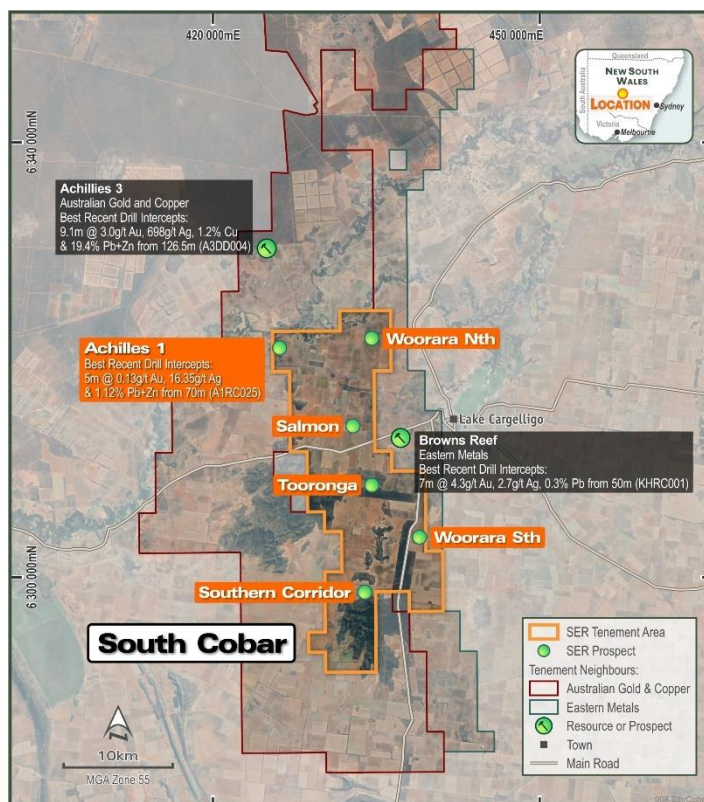 420 000mE
450 000mE
6 340 000mN
6 300 000mN
Queensland
South Australia
NEW SOUTH
WALES
LOCATION
Sydney
Victoria
Melbourne
Achillies 3
Australian Gold and Copper
Best Recent Drill Intercepts:
9.1m @ 3.0g/t Au, 698g/t Ag, 1.2% Cu
& 19.4% Pb+Zn from 126.5m (A3DD004)
Achilles 1
Best Recent Drill Intercepts:
5m @ 0.13g/t Au, 16.35g/t Ag
& 1.12% Pb+Zn from 70m (A1RC025)
Woorara Nth
Salmon
Lake Cargelligo
Browns Reef
Eastern Metals
Best Recent Drill Intercepts:
7m @ 4.3g/t Au, 2.7g/t Ag, 0.3% Pb from 50m (KHRC001)
Tooronga
Woorara Sth
Southern Corridor
South Cobar
N
10km
MGA Zone 55
SER Tenement Area
SER Prospect
Tenement Neighbours:
Australian Gold & Copper
Eastern Metals
Resource or Prospect
Town
Main Road